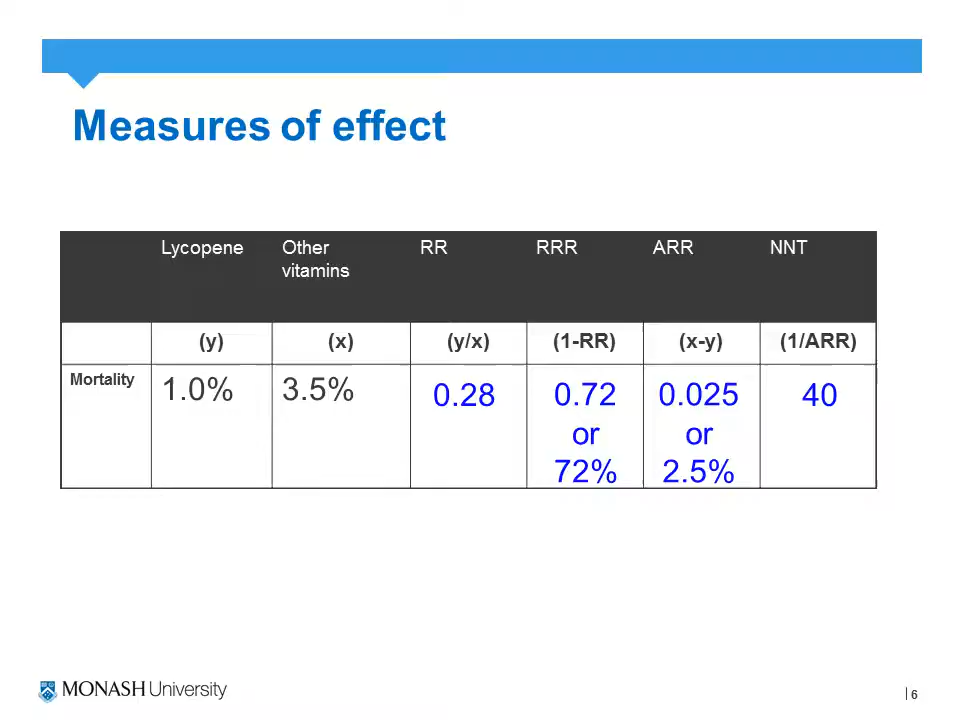 Measures of effect
Lycopene Other RR RRR ARR NNT
vitamins
(y) (x) (y/x) (1-RR) (x-y) (1/ARR)
Mortality 1.0% 3.5% 0.28 0.72 0.025 40
or or
72% 2.5%
MONASH University
6